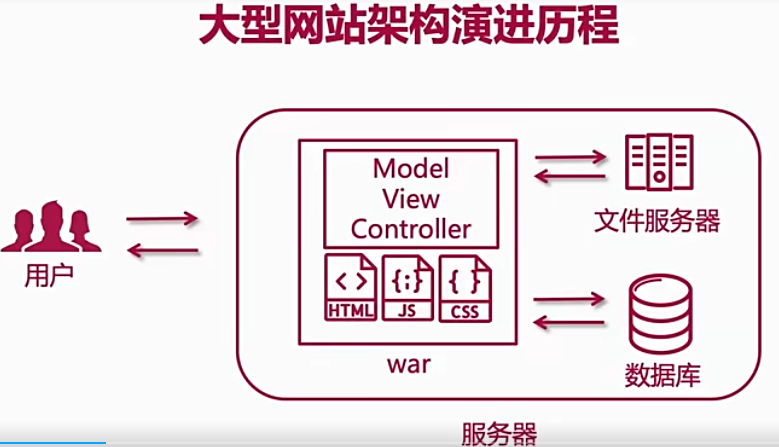 大型网站架构演进历程
Model
View
Controller
文件服务器
用户
< >
{:}
{ }
HTML
JS
CSS
war
数据库
服务器